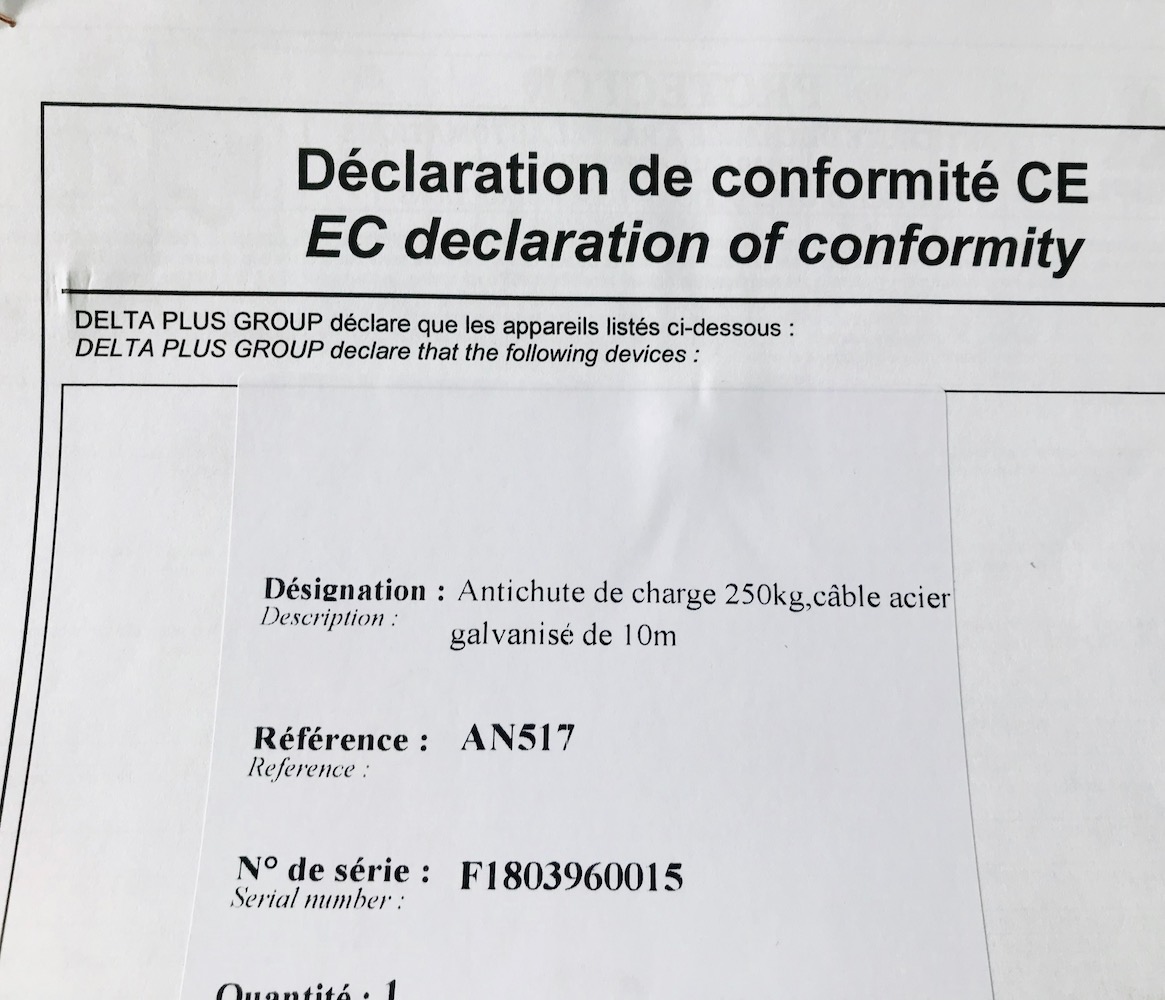 Déclaration de conformité CE
EC declaration of conformity
DELTA PLUS GROUP déclare que les appareils listés ci-dessous :
DELTA PLUS GROUP declare that the following devices :
Désignation : Antichute de charge 250kg,câble acier
Description :
galvanisé de 10m
Référence : AN517
Reference :
N° de série : F1803960015
Serial number :
Quantité : 1